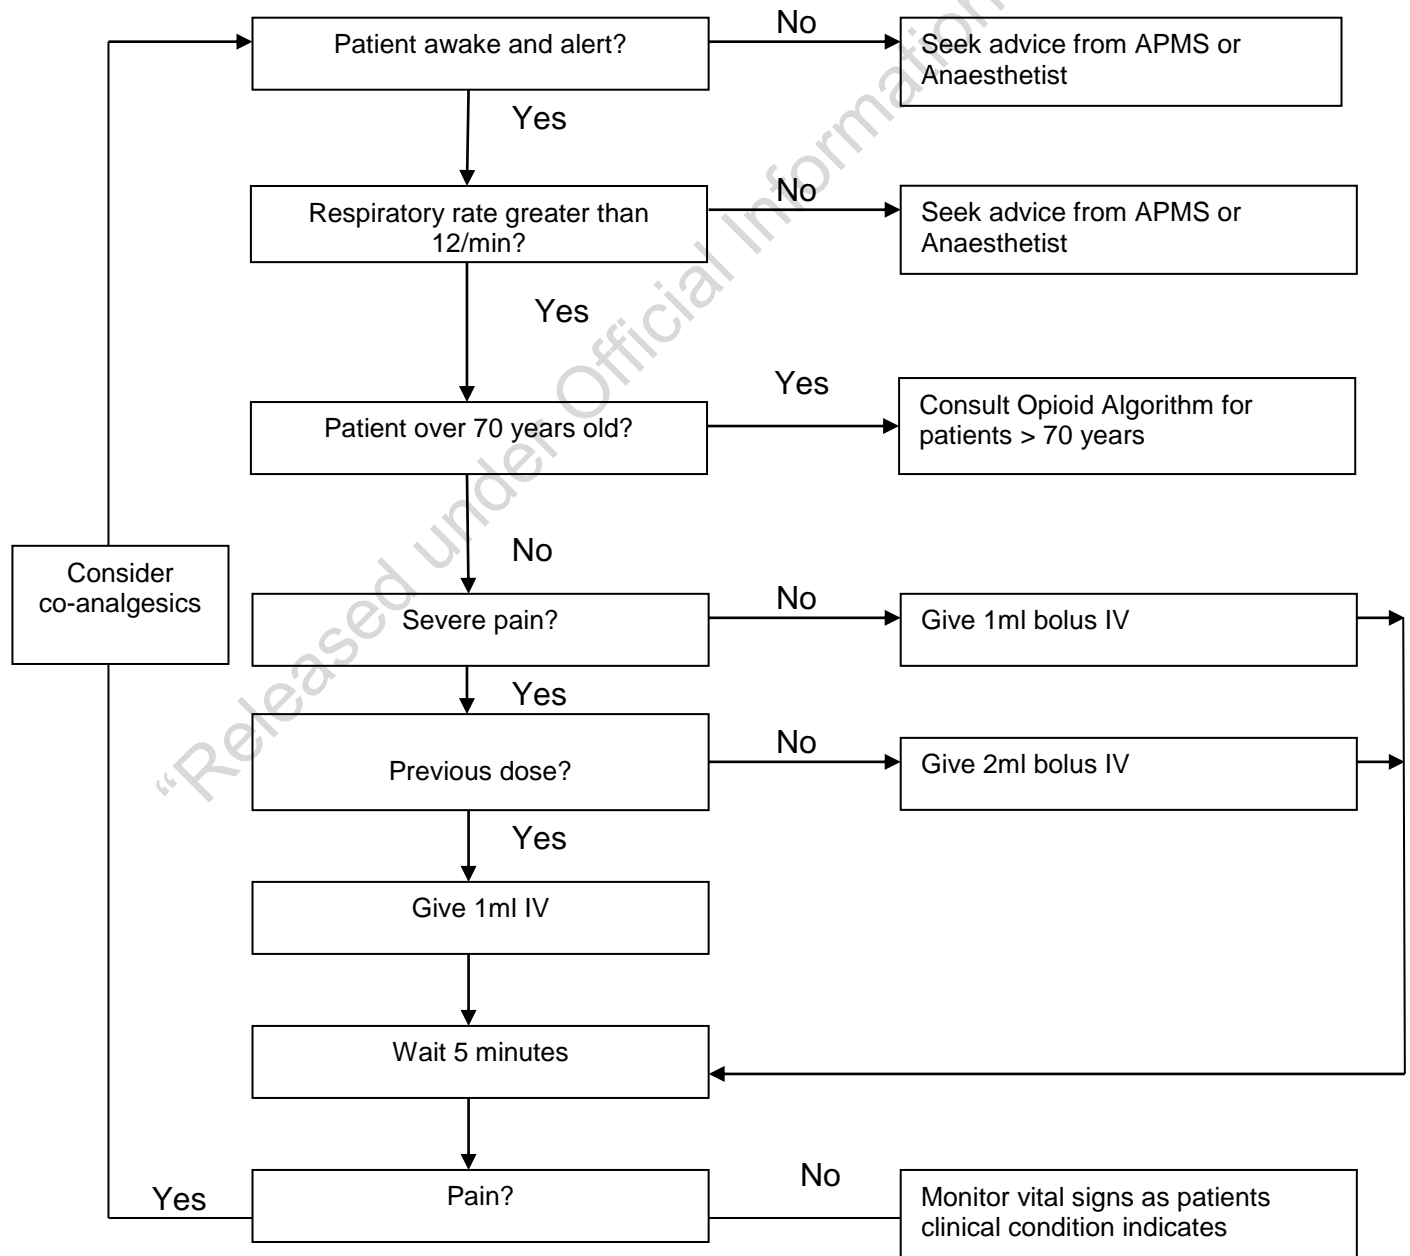 Patient awake and alert?
No
Seek advice from APMS or
Anaesthetist
Yes
Respiratory rate greater than
12/min?
No
Seek advice from APMS or
Anaesthetist
Yes
Patient over 70 years old?
Yes
Consult Opioid Algorithm for
patients > 70 years
No
Consider
co-analgesics
Severe pain?
No
Give 1ml bolus IV
Yes
Previous dose?
No
Give 2ml bolus IV
Yes
Give 1ml IV
Wait 5 minutes
Pain?
Yes
No
Monitor vital signs as patients
clinical condition indicates
“Released under Official Information